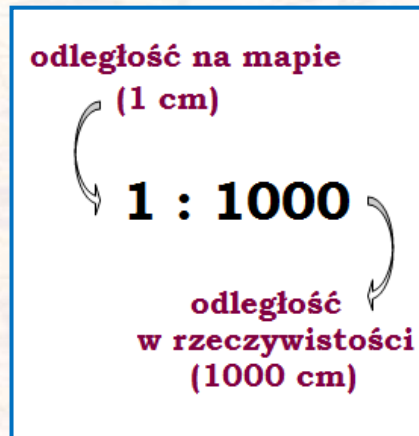 odległość na mapie
(1 cm)
1 : 1000
odległość
w rzeczywistości
(1000 cm)